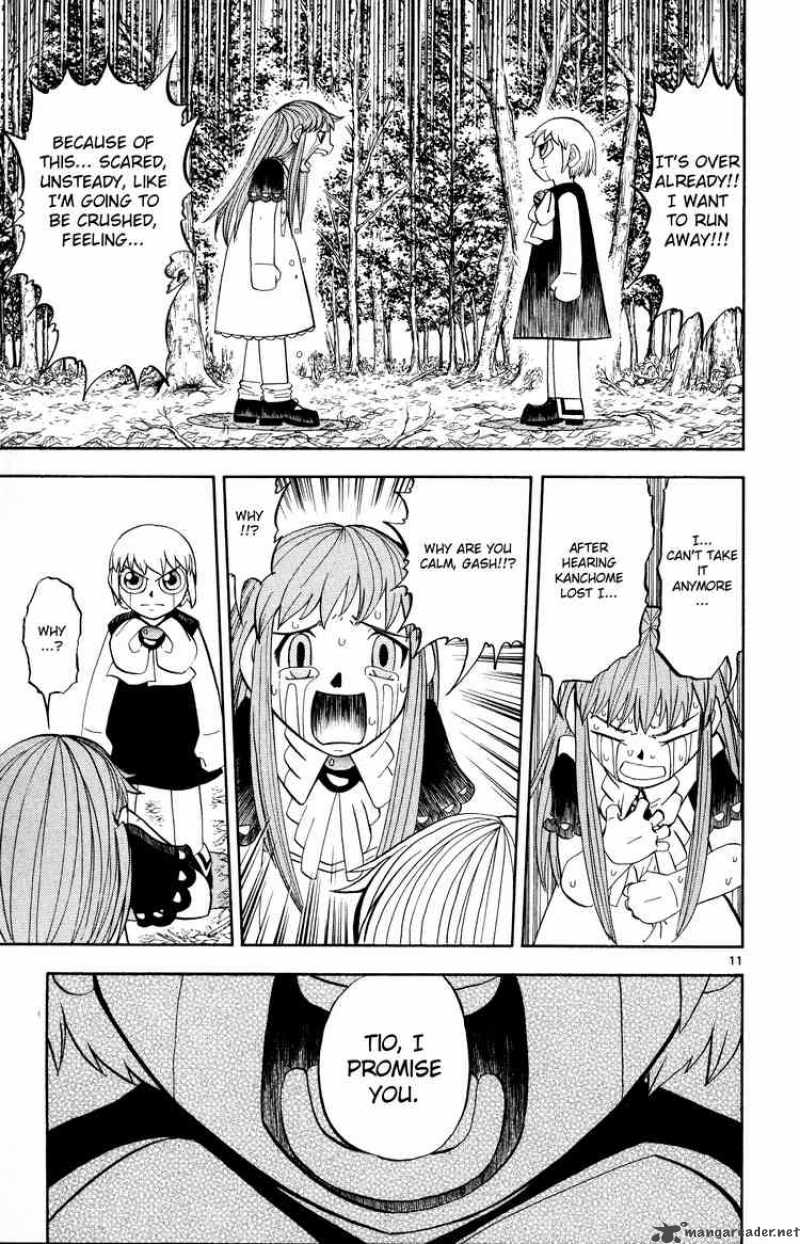 IT'S OVER
ALREADY!!
I WANT
TO RUN
AWAY!!!
BECAUSE OF
THIS... SCARED,
UNSTEADY, LIKE
I'M GOING TO
BE CRUSHED,
FEELING...
I...
CAN'T TAKE
IT
ANYMORE
...
AFTER
HEARING
KANCHOME
LOST I...
WHY ARE YOU
CALM, GASH!!?
WHY
!!?
WHY
...?
11
TIO, I
PROMISE
YOU.
mangareader.net